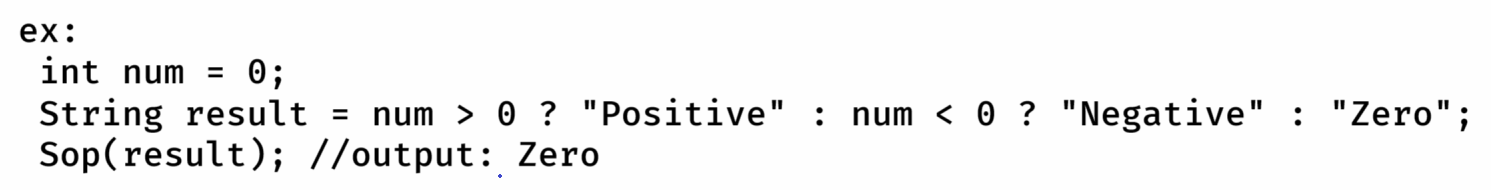 ex:
int num = 0;
String result = num > 0 ? "Positive" : num < 0 ? "Negative" : "Zero";
Sop(result); //output: Zero